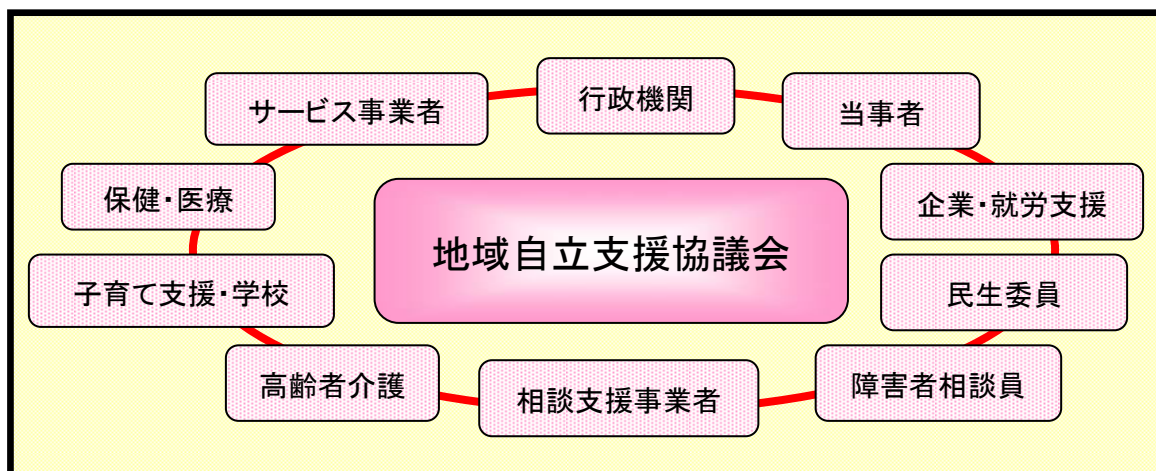 サービス事業者
行政機関
当事者
保健・医療
企業・就労支援
地域自立支援協議会
子育て支援・学校
民生委員
高齢者介護
相談支援事業者
障害者相談員